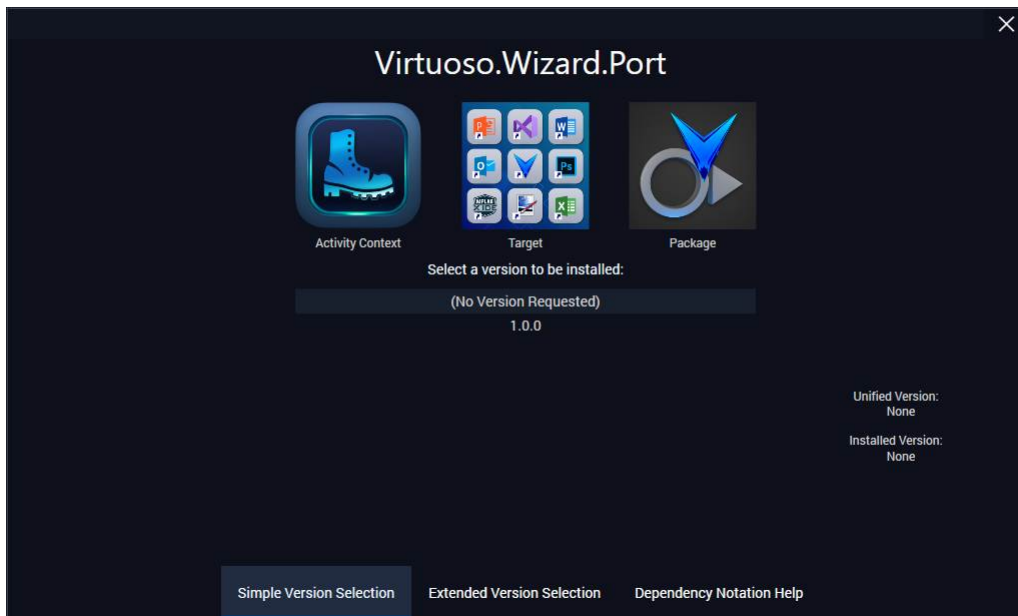 Virtuoso.Wizard.Port
Activity Context
Target
Package
Select a version to be installed:
(No Version Requested)
1.0.0
Unified Version:
None
Installed Version:
None
Simple Version Selection
Extended Version Selection
Dependency Notation Help